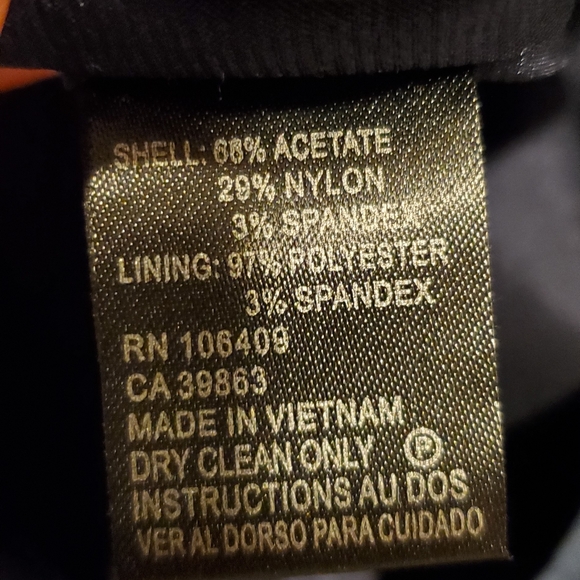 SHELL: 68% ACETATE
29% NYLON
3% SPANDEX
LINING: 97% POLYESTER
3% SPANDEX
RN 106409
CA 39863
MADE IN VIETNAM
DRY CLEAN ONLY Ⓟ
INSTRUCTIONS AU DOS
VER AL DORSO PARA CUIDADO